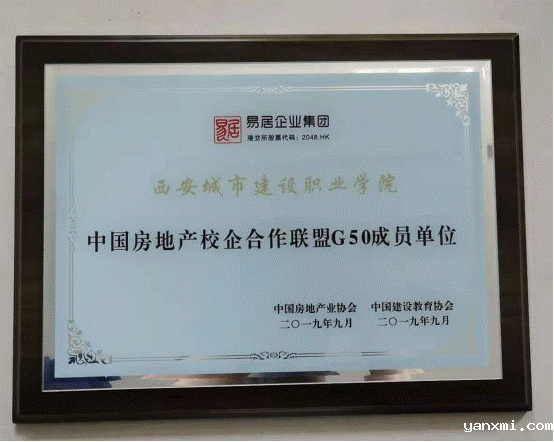 易居 易居企业集团
港交所股票代码：2048.HK
西安城市建设职业学院
中国房地产校企合作联盟G50成员单位
中国房地产业协会 中国建设教育协会
二〇一九年九月 二〇一九年九月
yanxmi.com